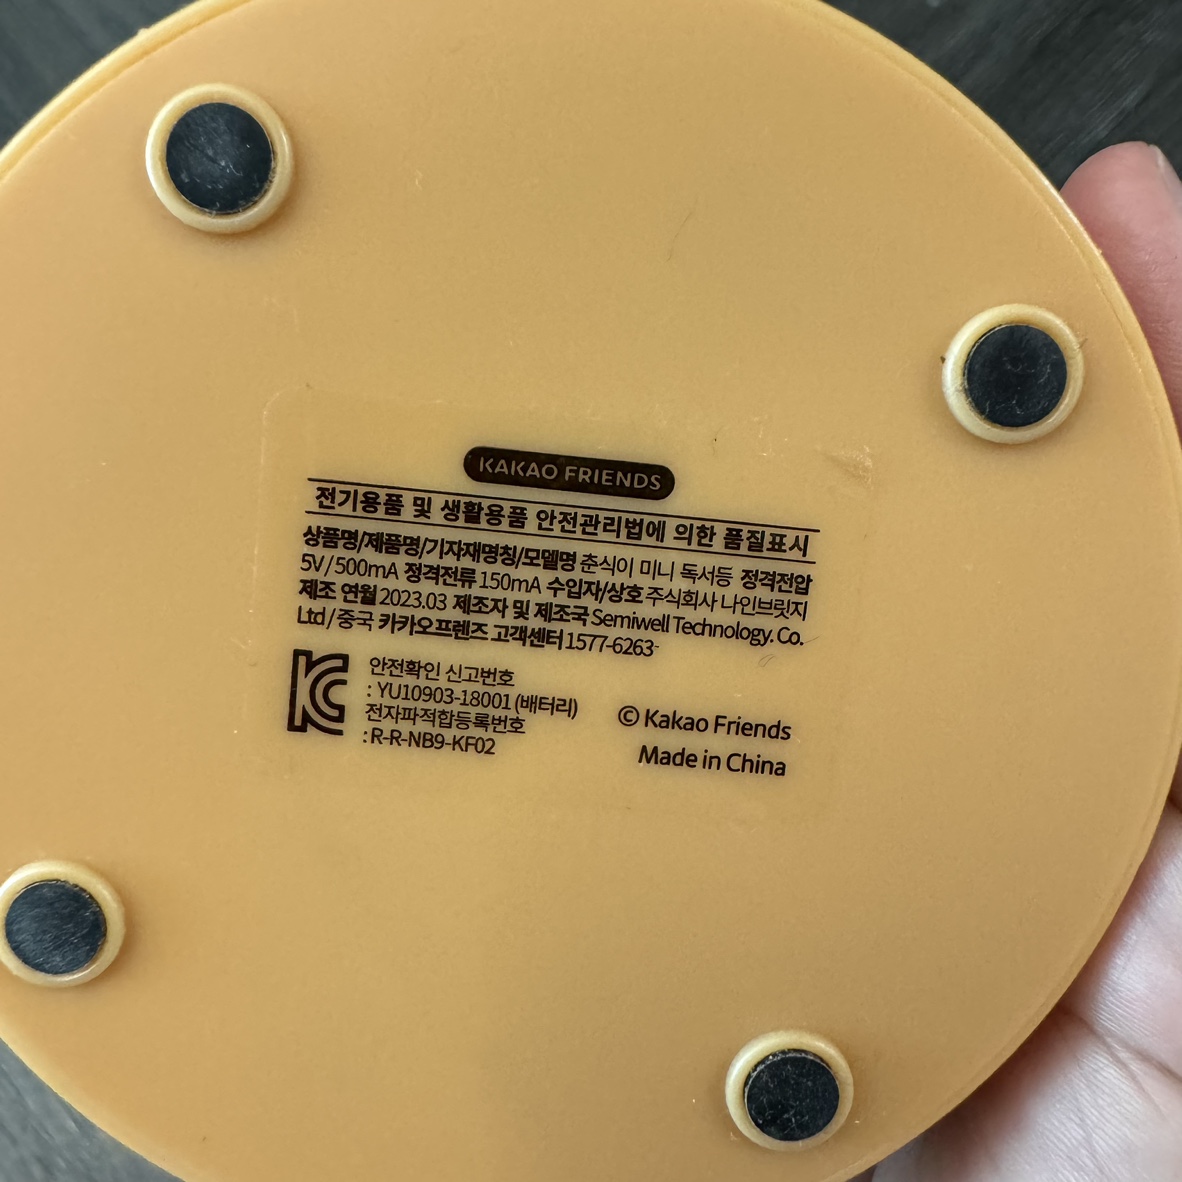 KAKAO FRIENDS
전기용품 및 생활용품 안전관리법에 의한 품질표시
상품명/제품명/기자재명칭/모델명 춘식이 미니 독서등 정격전압
5V/500mA 정격전류 150mA 수입자/상호 주식회사 나인브릿지
제조 연월 2023.03 제조자 및 제조국 Semiwell Technology. Co.
Ltd/중국 카카오프렌즈 고객센터 1577-6263
안전확인 신고번호
: YU10903-18001 (배터리)
전자파적합등록번호
: R-R-NB9-KF02
© Kakao Friends
Made in China